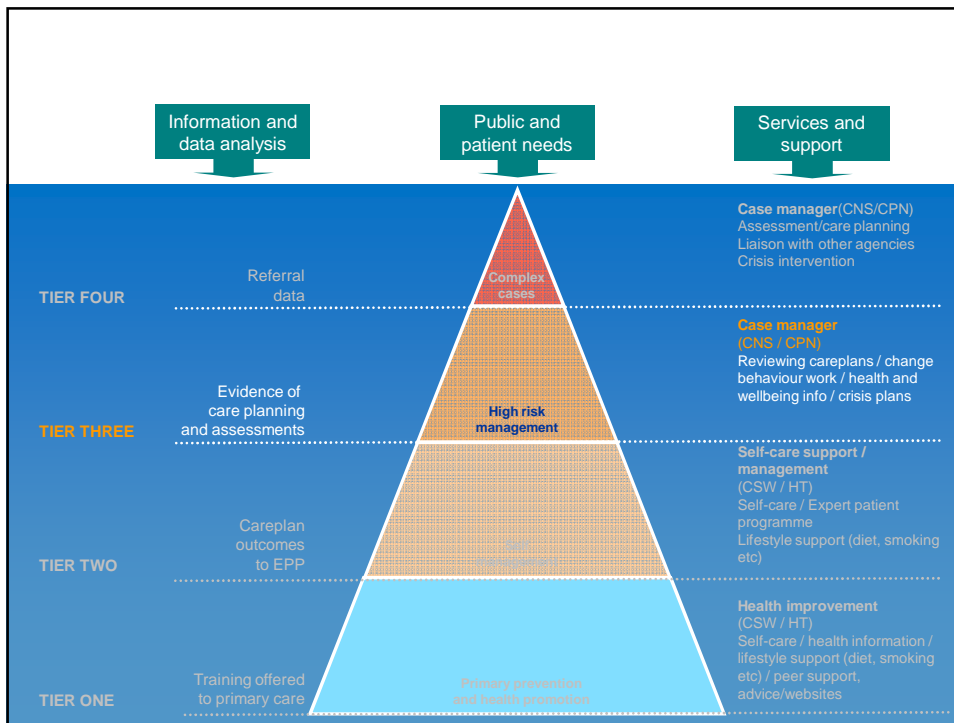 Information and
data analysis
Public and
patient needs
Services and
support
TIER FOUR
Referral
data
Complex
cases
Case manager(CNS/CPN)
Assessment/care planning
Liaison with other agencies
Crisis intervention
TIER THREE
Evidence of
care planning
and assessments
High risk
management
Case manager
(CNS / CPN)
Reviewing careplans / change
behaviour work / health and
wellbeing info / crisis plans
TIER TWO
Careplan
outcomes
to EPP
management
Self-care support /
management
(CSW / HT)
Self-care / Expert patient
programme
Lifestyle support (diet, smoking
etc)
TIER ONE
Training offered
to primary care
Primary prevention
and health promotion
Health improvement
(CSW / HT)
Self-care / health information /
lifestyle support (diet, smoking
etc) / peer support,
advice/websites